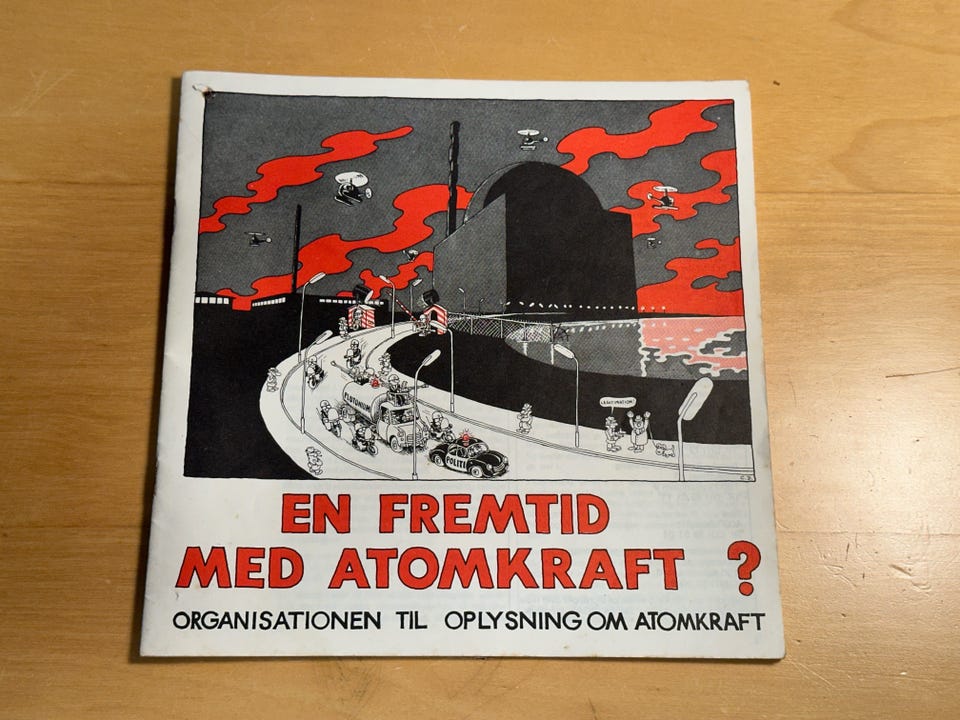 LEGITIMATION!
PLUTONIUM
POLITI
EN FREMTID
MED ATOMKRAFT ?
ORGANISATIONEN TIL OPLYSNING OM ATOMKRAFT